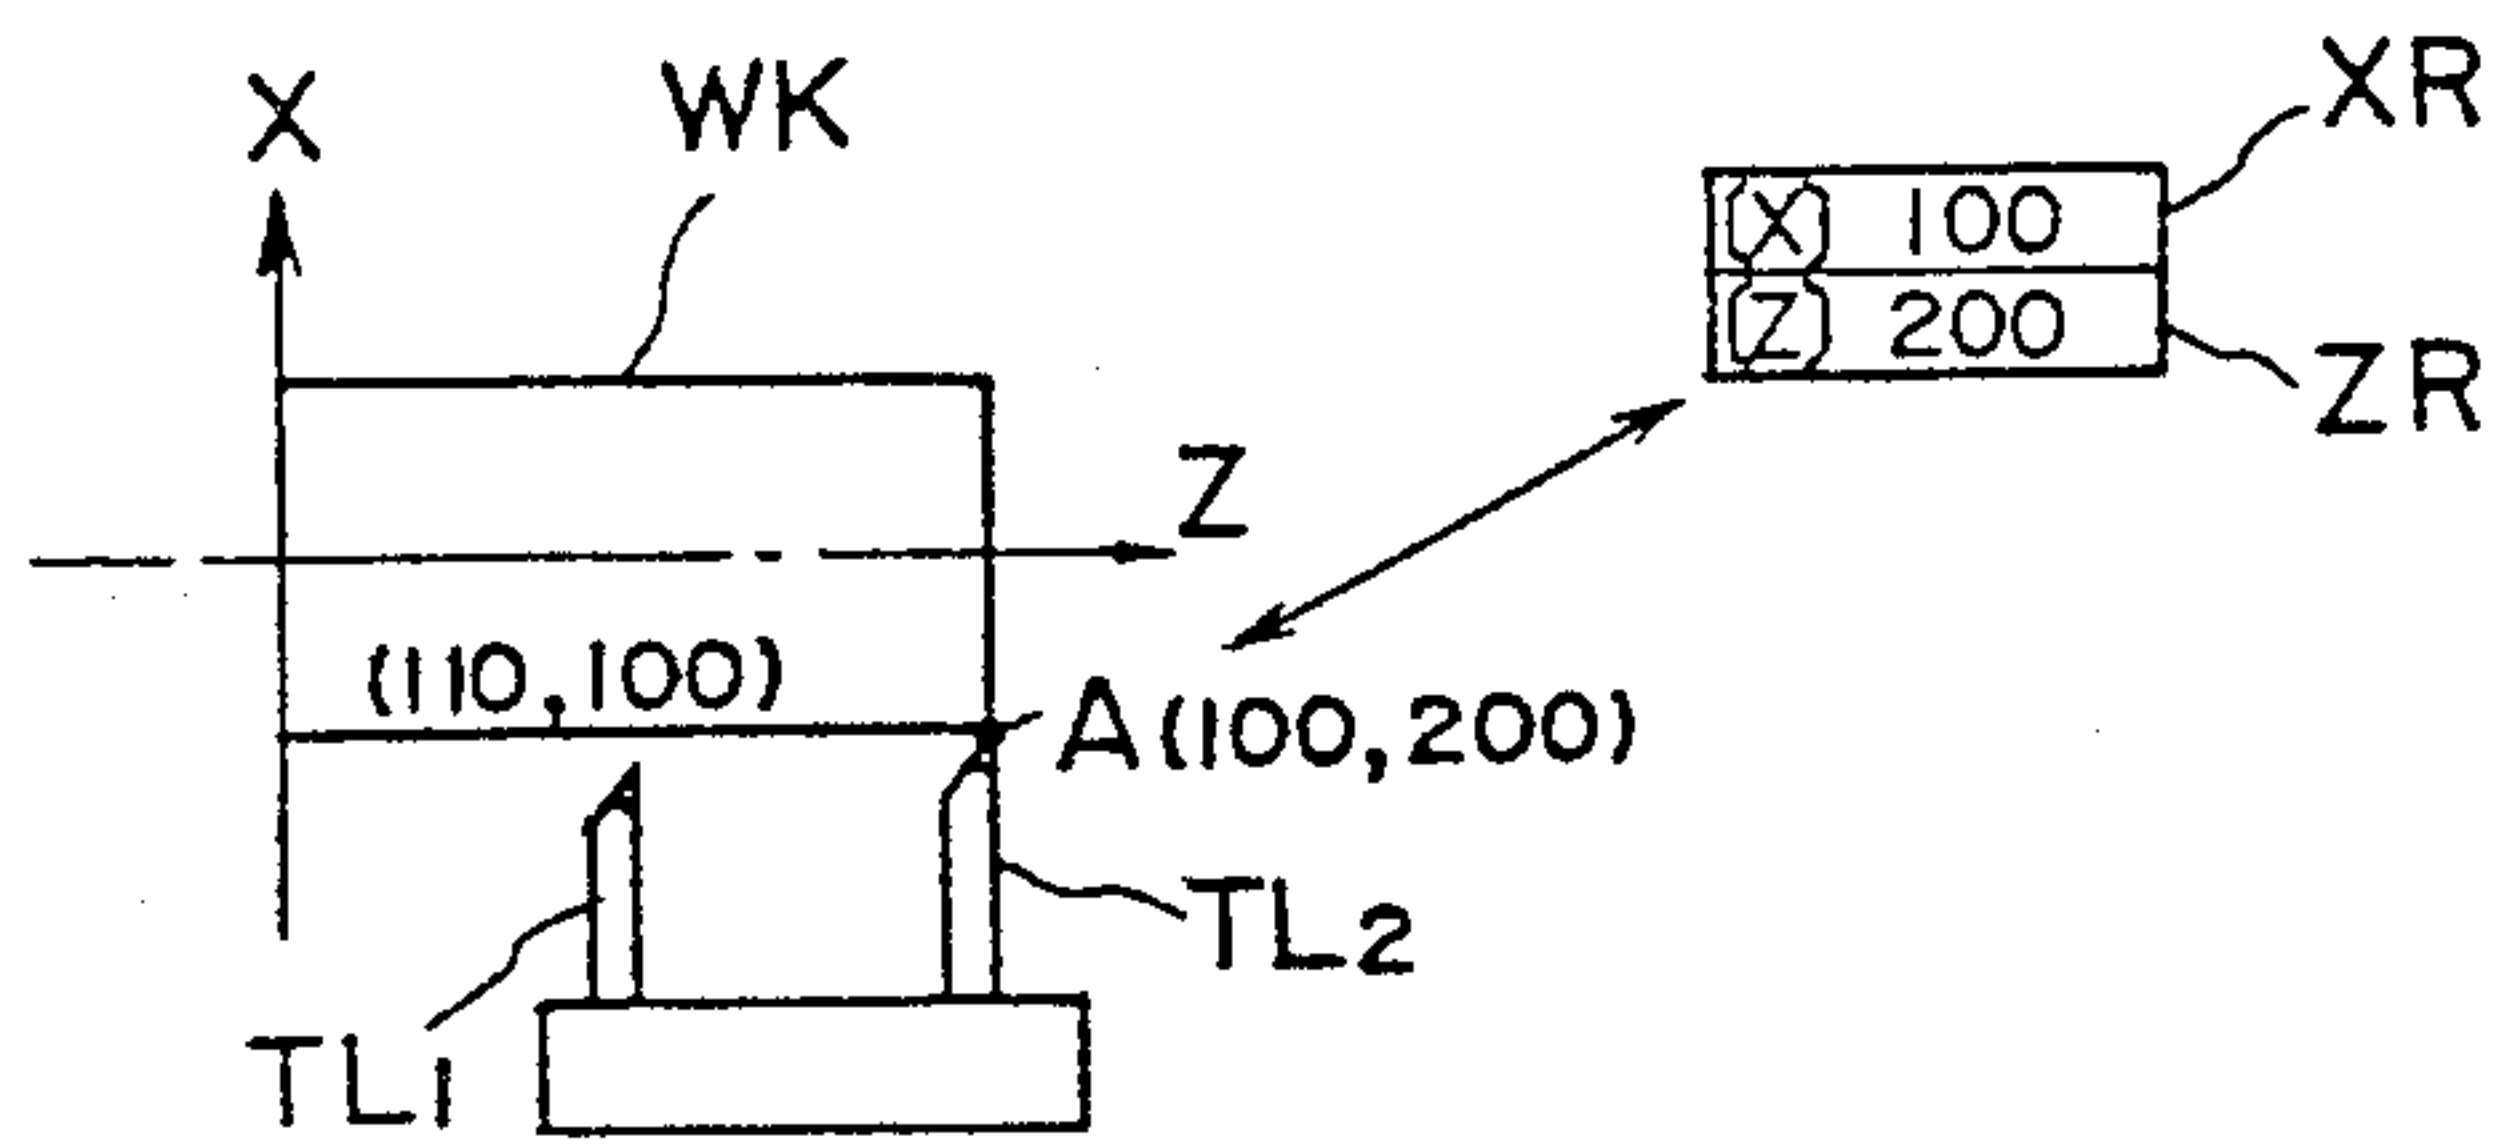 X
WK
XR
(X) 100
(Z) 200
ZR
Z
(110,100)
A(100,200)
TL2
TL1